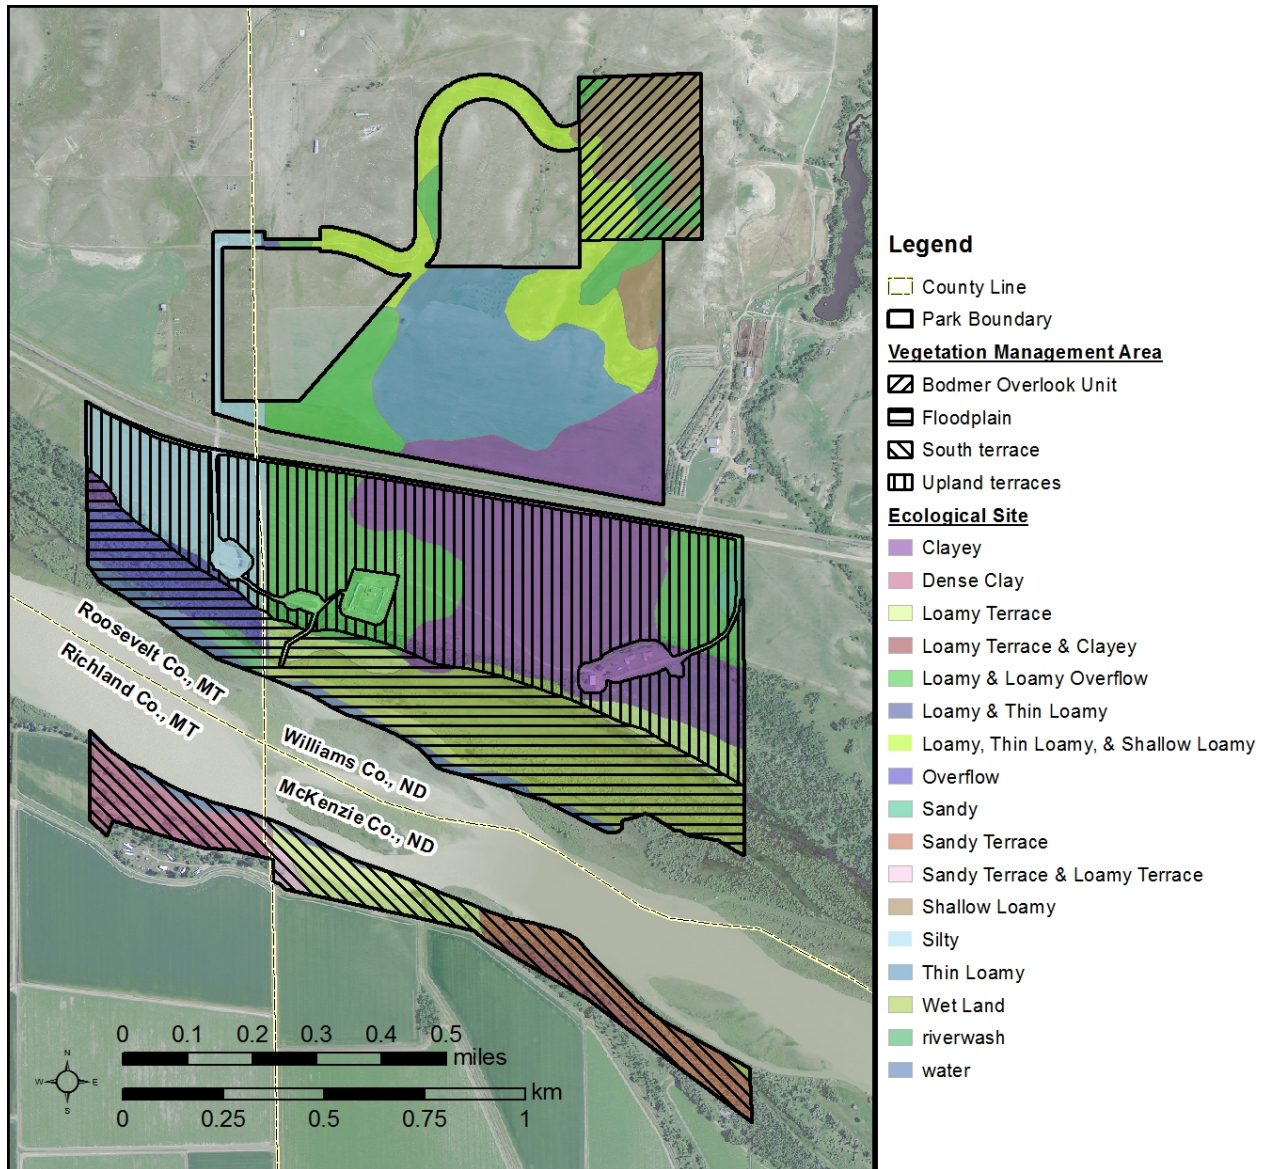 Legend
County Line
Park Boundary
Vegetation Management Area
Bodmer Overlook Unit
Floodplain
South terrace
Upland terraces
Ecological Site
Clayey
Dense Clay
Loamy Terrace
Loamy Terrace & Clayey
Loamy & Loamy Overflow
Loamy & Thin Loamy
Loamy, Thin Loamy, & Shallow Loamy
Overflow
Sandy
Sandy Terrace
Sandy Terrace & Loamy Terrace
Shallow Loamy
Silty
Thin Loamy
Wet Land
riverwash
water
Roosevelt Co., MT
Richland Co., MT
Williams Co., ND
McKenzie Co., ND
0 0.1 0.2 0.3 0.4 0.5
miles
km
0 0.25 0.5 0.75 1
N
W E
S